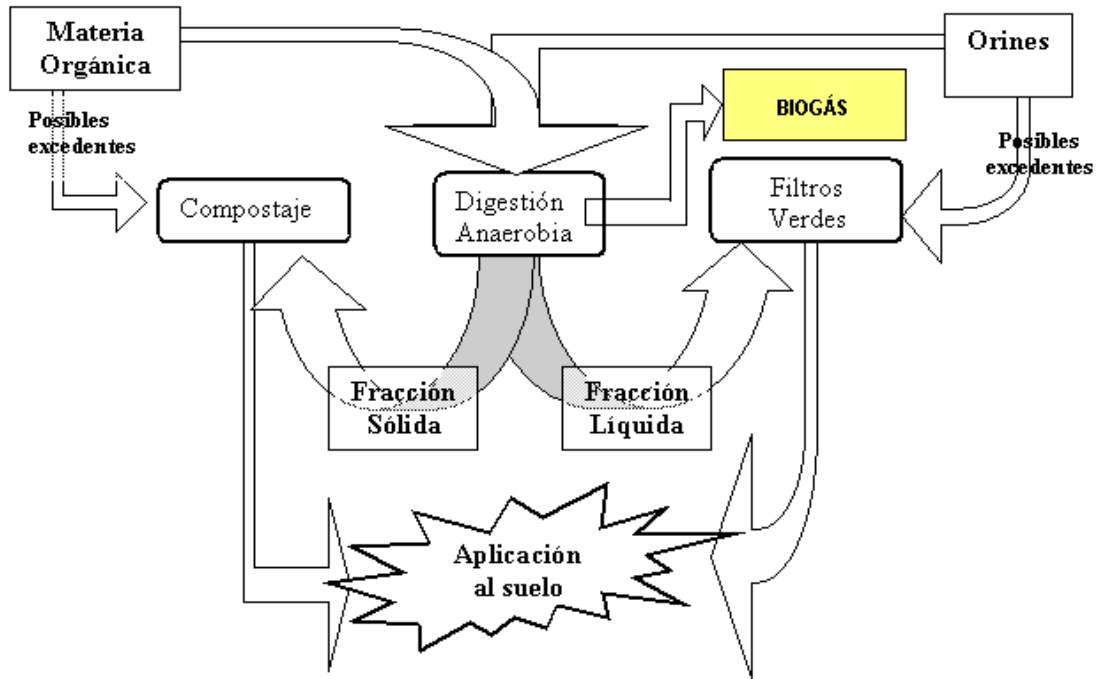 Materia
Orgánica
Orines
BIOGÁS
Posibles
excedentes
Posibles
excedentes
Compostaje
Digestión
Anaerobia
Filtros
Verdes
Fracción
Sólida
Fracción
Líquida
Aplicación
al suelo